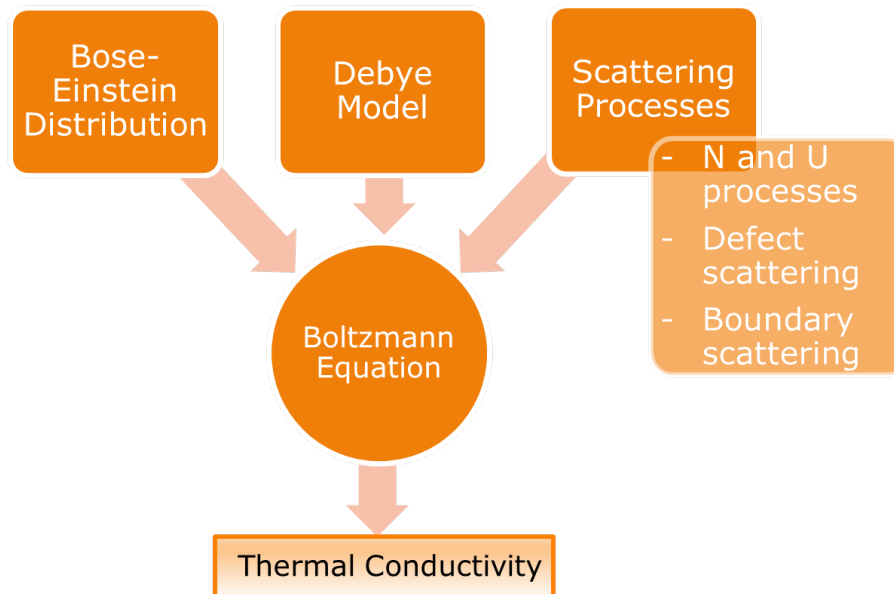 Bose-
Einstein
Distribution
Debye
Model
Scattering
Processes
- N and U
processes
- Defect
scattering
- Boundary
scattering
Boltzmann
Equation
Thermal Conductivity